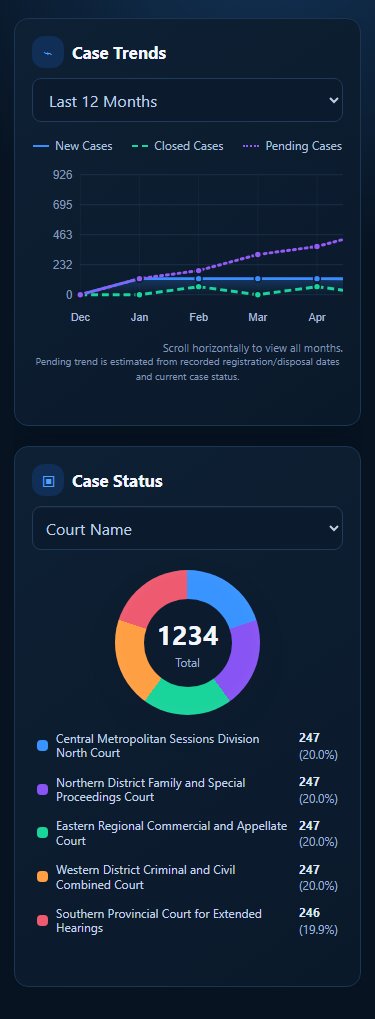 Case Trends
Last 12 Months
New Cases Closed Cases Pending Cases
926
695
463
232
0
Dec Jan Feb Mar Apr
Scroll horizontally to view all months.
Pending trend is estimated from recorded registration/disposal dates
and current case status.
Case Status
Court Name
1234
Total
Central Metropolitan Sessions Division
North Court
247
(20.0%)
Northern District Family and Special
Proceedings Court
247
(20.0%)
Eastern Regional Commercial and Appellate
Court
247
(20.0%)
Western District Criminal and Civil
Combined Court
247
(20.0%)
Southern Provincial Court for Extended
Hearings
246
(19.9%)